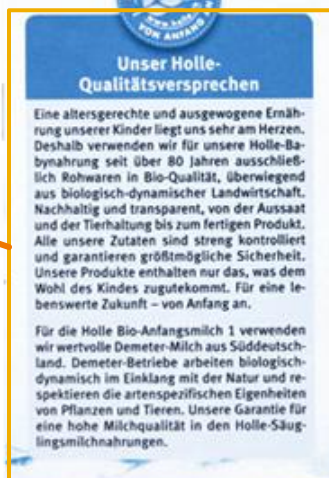 www.holle
VON ANFANG
Unser Holle-
Qualitätsversprechen
Eine altersgerechte und ausgewogene Ernäh-
rung unserer Kinder liegt uns sehr am Herzen.
Deshalb verwenden wir für unsere Holle-Ba-
bynahrung seit über 80 Jahren ausschließ-
lich Rohwaren in Bio-Qualität, überwiegend
aus biologisch-dynamischer Landwirtschaft.
Nachhaltig und transparent, von der Aussaat
und der Tierhaltung bis zum fertigen Produkt.
Alle unsere Zutaten sind streng kontrolliert
und garantieren größtmögliche Sicherheit.
Unsere Produkte enthalten nur das, was dem
Wohl des Kindes zugutekommt. Für eine le-
benswerte Zukunft – von Anfang an.
Für die Holle Bio-Anfangsmilch 1 verwenden
wir wertvolle Demeter-Milch aus Süddeutsch-
land. Demeter-Betriebe arbeiten biologisch-
dynamisch im Einklang mit der Natur und re-
spektieren die artenspezifischen Eigenheiten
von Pflanzen und Tieren. Unsere Garantie für
eine hohe Milchqualität in den Holle-Säug-
lingsmilchnahrungen.